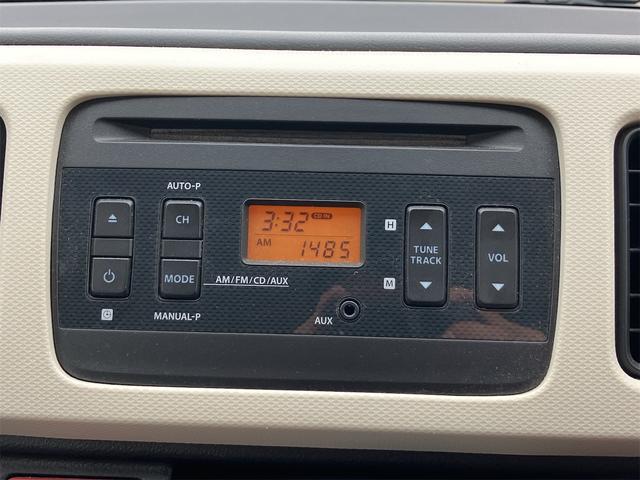 AUTO-P
CH
MODE
AM/FM/CD/AUX
MANUAL-P
3:32 CD IN
AM 1485
AUX
H
M
TUNE
TRACK
VOL